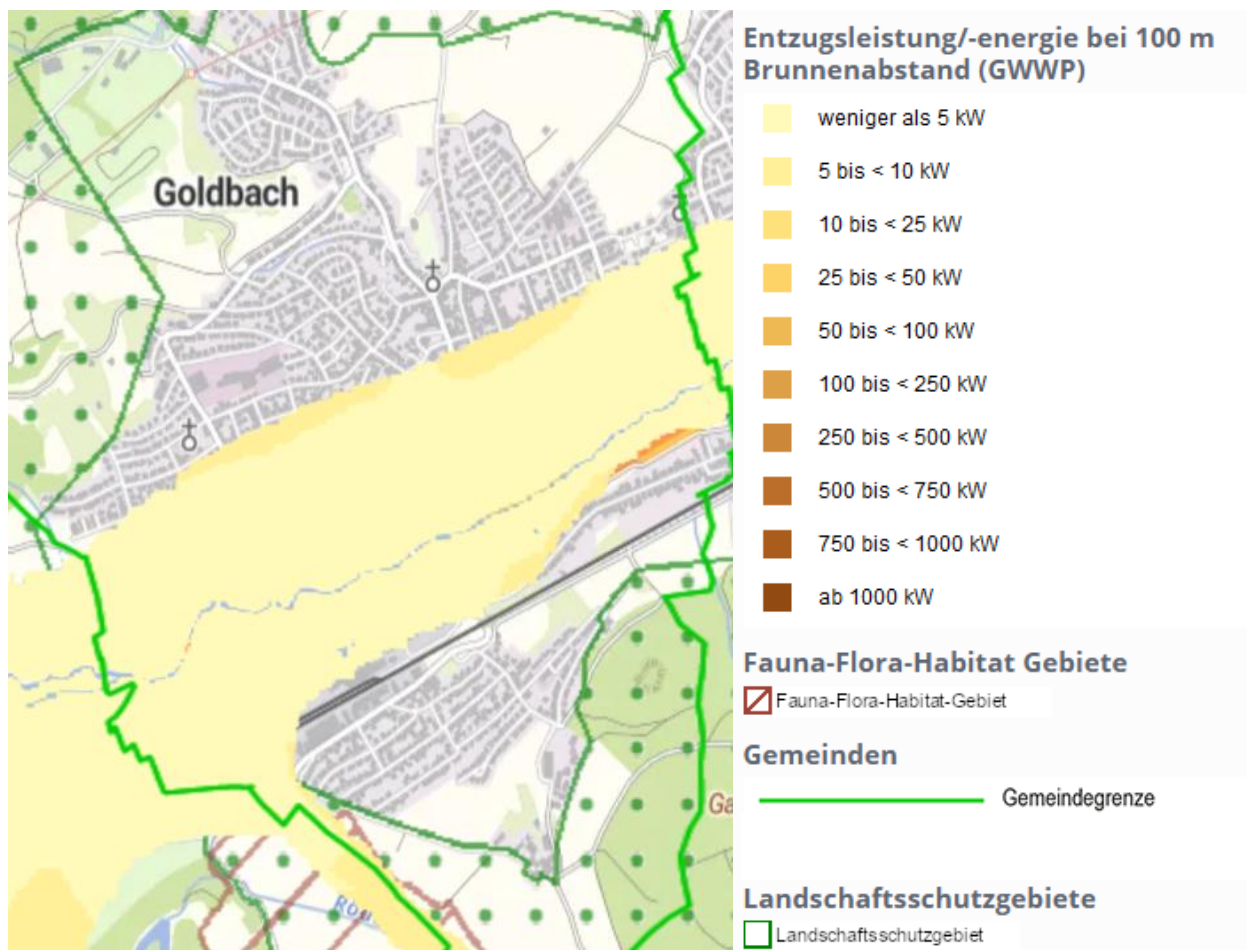 Goldbach
Entzugsleistung/-energie bei 100 m
Brunnenabstand (GWWP)
weniger als 5 kW
5 bis < 10 kW
10 bis < 25 kW
25 bis < 50 kW
50 bis < 100 kW
100 bis < 250 kW
250 bis < 500 kW
500 bis < 750 kW
750 bis < 1000 kW
ab 1000 kW
Fauna-Flora-Habitat Gebiete
Fauna-Flora-Habitat-Gebiet
Gemeinden
Gemeindegrenze
Landschaftsschutzgebiete
Landschaftsschutzgebiet